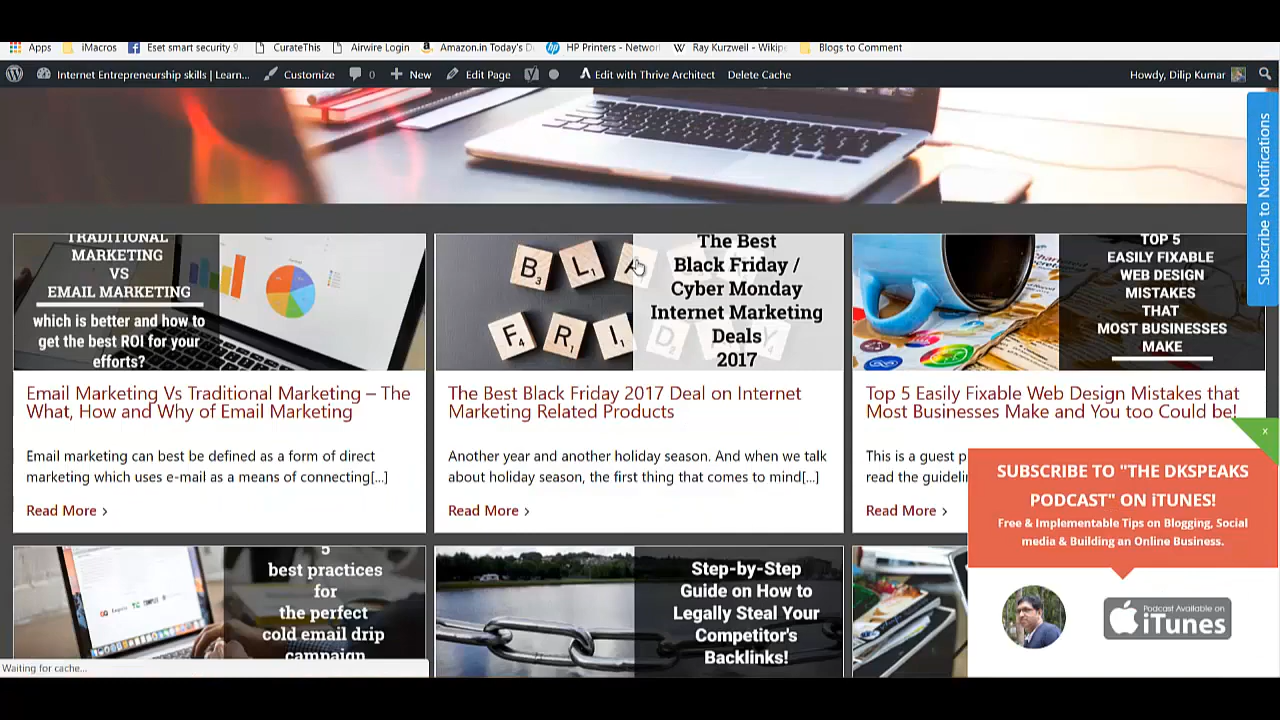 Apps iMacros Eset smart security 9 CurateThis Airwire Login Amazon.in Today's D HP Printers - Networ Ray Kurzweil - Wikip Blogs to Comment
Internet Entrepreneurship skills | Learn... Customize 0 New Edit Page Edit with Thrive Architect Delete Cache Howdy, Dilip Kumar
Subscribe to Notifications
TRADITIONAL
MARKETING
VS
EMAIL MARKETING
which is better and how to
get the best ROI for your
efforts?
B3 L1 A
F4 R1 I1 D2 Y
The Best
Black Friday /
Cyber Monday
Internet Marketing
Deals
2017
TOP 5
EASILY FIXABLE
WEB DESIGN
MISTAKES
THAT
MOST BUSINESSES
MAKE
Email Marketing Vs Traditional Marketing – The
What, How and Why of Email Marketing
Email marketing can best be defined as a form of direct
marketing which uses e-mail as a means of connecting[...]
Read More >
The Best Black Friday 2017 Deal on Internet
Marketing Related Products
Another year and another holiday season. And when we talk
about holiday season, the first thing that comes to mind[...]
Read More >
Top 5 Easily Fixable Web Design Mistakes that
Most Businesses Make and You too Could be!
This is a guest p
read the guidelin
Read More >
5
best practices
for
the perfect
cold email drip
campaign
Step-by-Step
Guide on How to
Legally Steal Your
Competitor's
Backlinks!
x
SUBSCRIBE TO "THE DKSPEAKS
PODCAST" ON iTUNES!
Free & Implementable Tips on Blogging, Social
media & Building an Online Business.
Podcast Available on
iTunes
Waiting for cache...